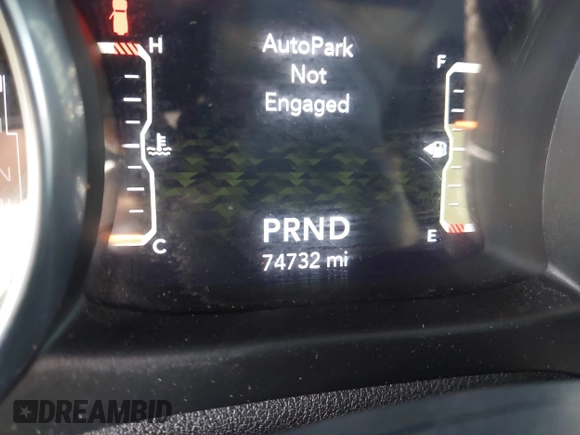 H
AutoPark
Not
Engaged
F
PRND
C
E
74732 mi
N
DREAMBID